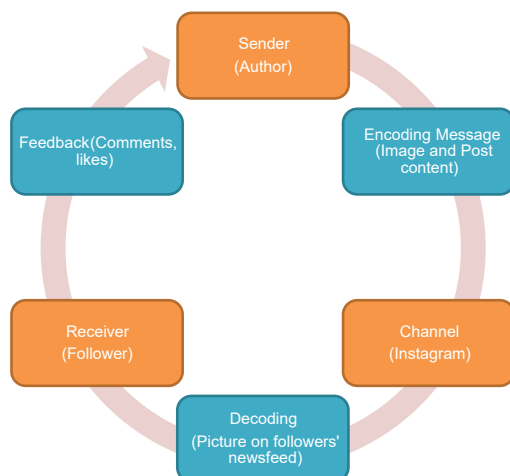 Sender
(Author)
Encoding Message
(Image and Post
content)
Channel
(Instagram)
Decoding
(Picture on followers'
newsfeed)
Receiver
(Follower)
Feedback(Comments,
likes)